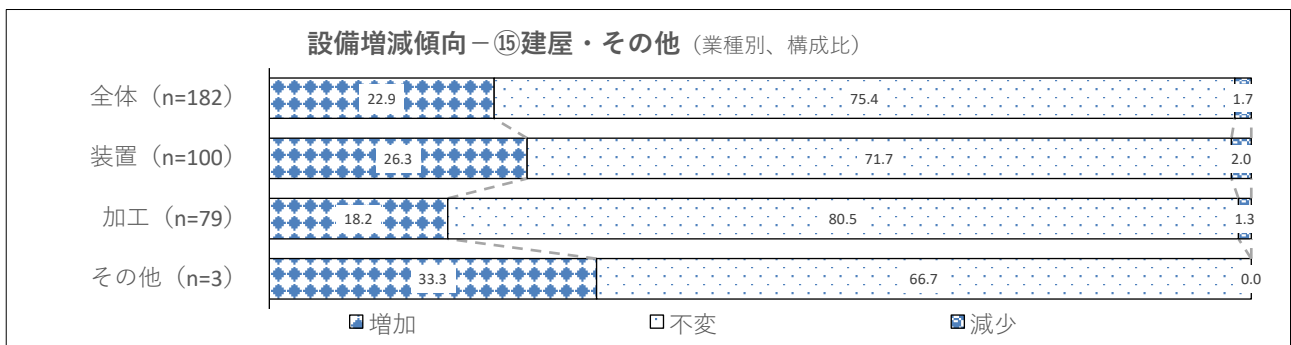 設備増減傾向－⑮建屋・その他（業種別、構成比）
全体（n=182） 22.9 75.4 1.7
装置（n=100） 26.3 71.7 2.0
加工（n=79） 18.2 80.5 1.3
その他（n=3） 33.3 66.7 0.0
増加 不変 減少